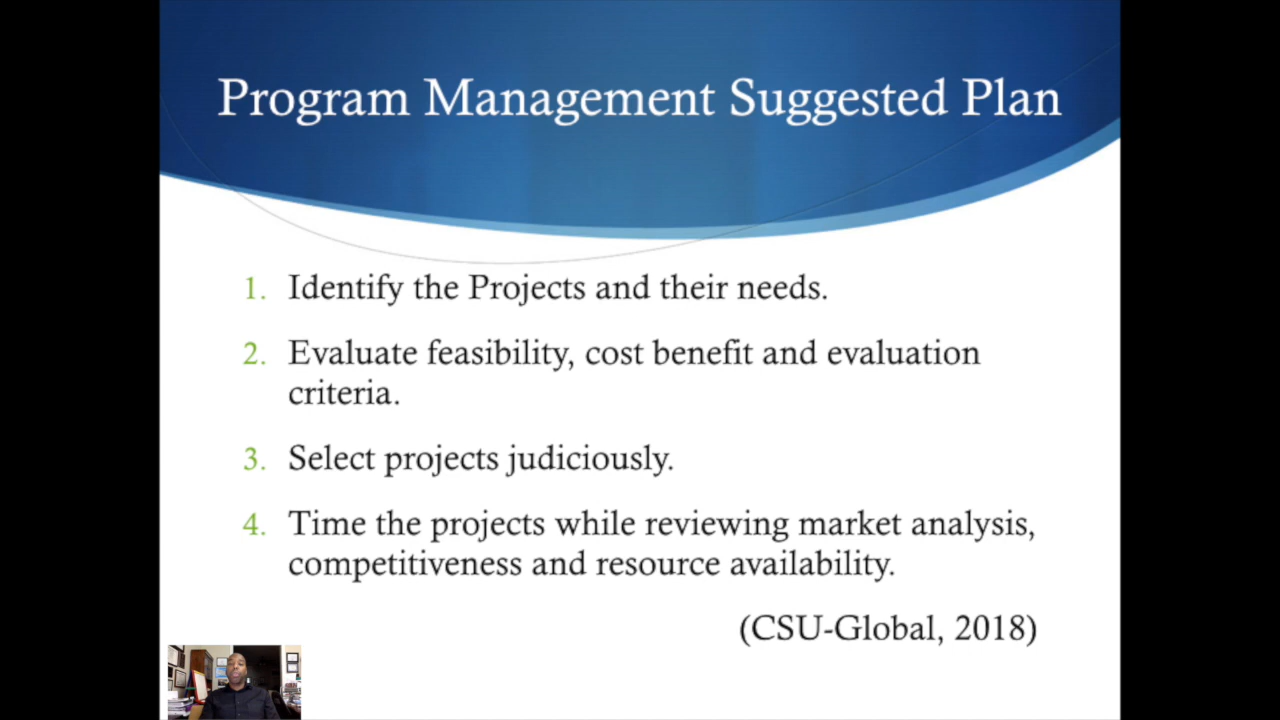 Program Management Suggested Plan
1. Identify the Projects and their needs.
2. Evaluate feasibility, cost benefit and evaluation
criteria.
3. Select projects judiciously.
4. Time the projects while reviewing market analysis,
competitiveness and resource availability.
(CSU-Global, 2018)